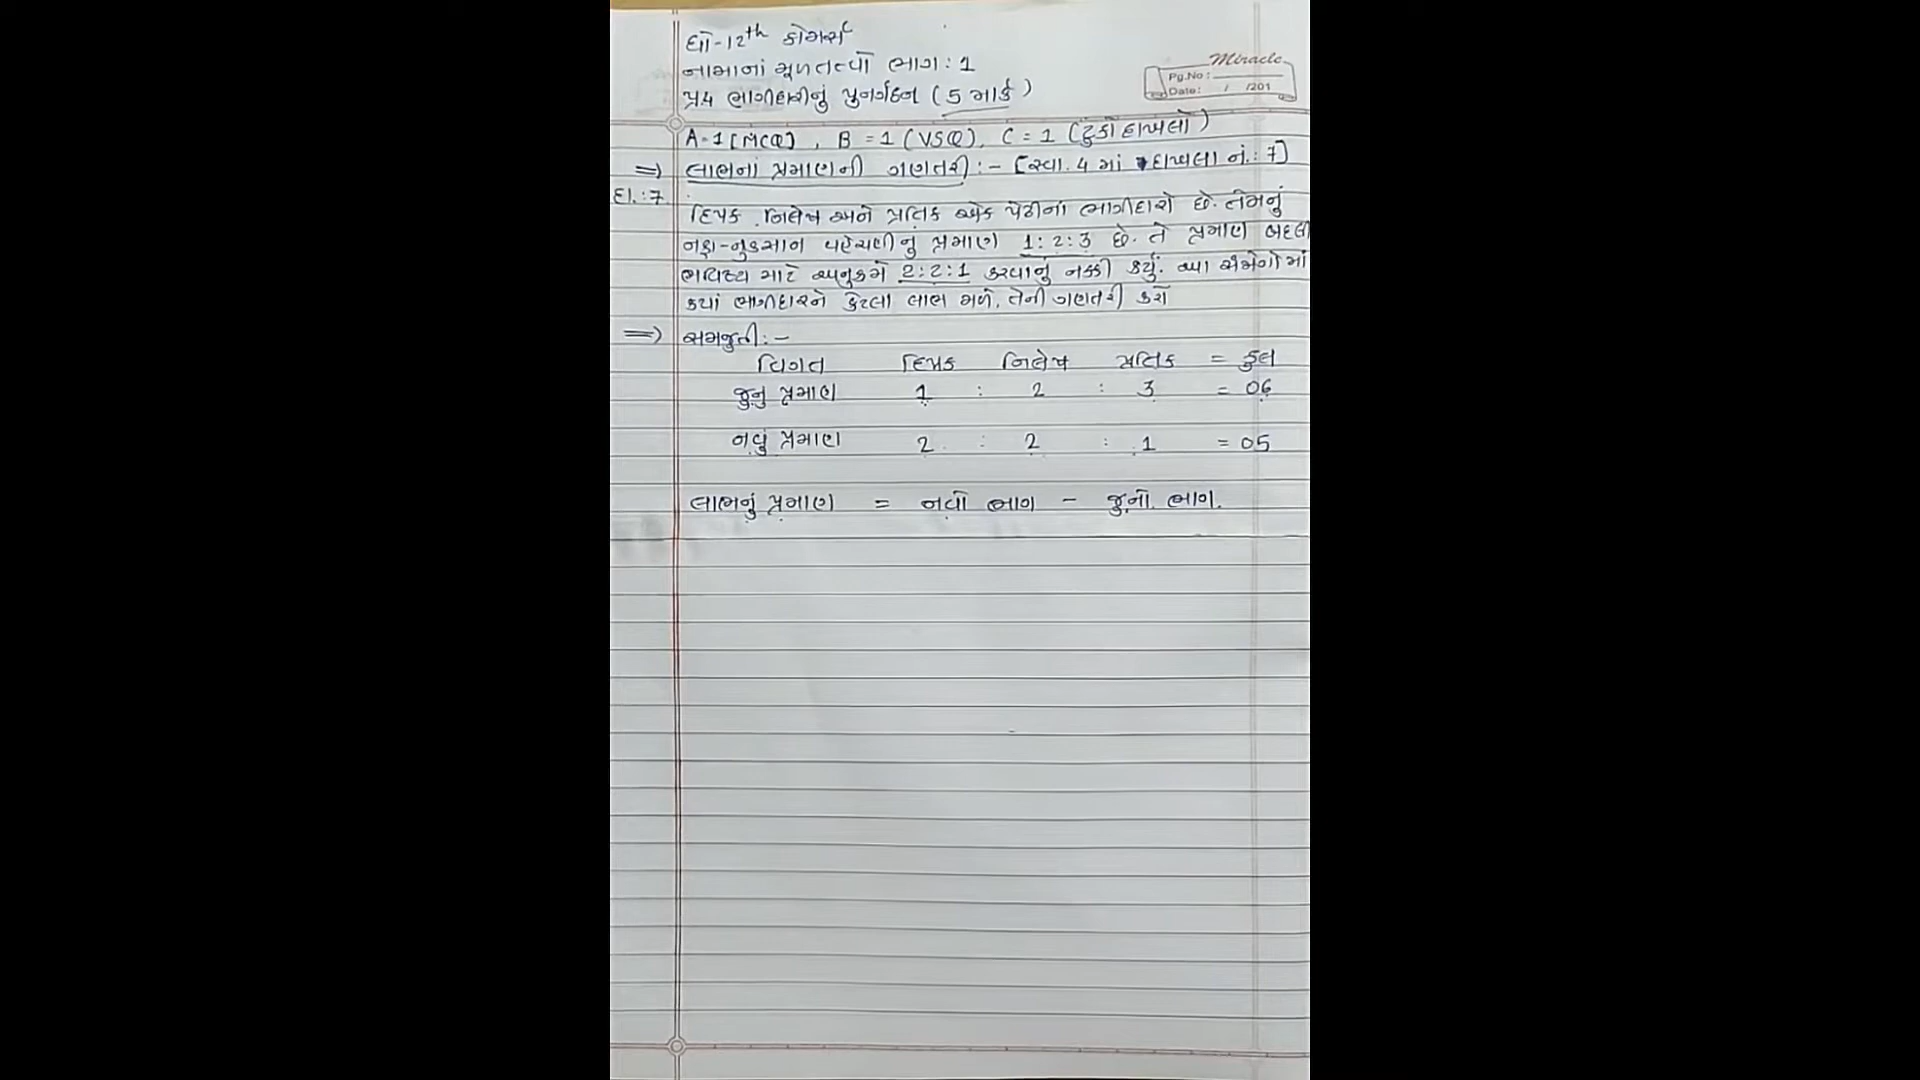 ધો-12th કોમર્સ
નામાનાં મૂળતત્વો ભાગ : 1
Miracle
Pg.No :
Date : / /201
પ્ર.4 ભાગીદારીનું પુનર્ગઠન ( 5 માર્ક )
A-1 [MCQ] , B = 1 (VSQ), C = 1 (ટુંકો દાખલો)
⇒ લાભનાં પ્રમાણની ગણતરી :- [સ્વા. 4 માં દાખલા નં. : 7]
દા. : 7
દિપક નિલેષ અને પ્રતિક એક પેઢીનાં ભાગીદારો છે. તેમનું
નફા-નુકસાન વહેંચણીનું પ્રમાણ 1 : 2 : 3 છે. તે પ્રમાણ બદલી
ભવિષ્ય માટે અનુક્રમે 2 : 2 : 1 કરવાનું નક્કી કર્યું. આ સંજોગોમાં
ક્યાં ભાગીદારને કેટલા લાભ મળે. તેની ગણતરી કરો
⇒ સમજુતી :-
વિગત દિપક નિલેષ પ્રતિક = કુલ
જુનુ પ્રમાણ 1 : 2 : 3 = 06
નવું પ્રમાણ 2 : 2 : 1 = 05
લાભનું પ્રમાણ = નવો ભાગ - જુનો ભાગ.